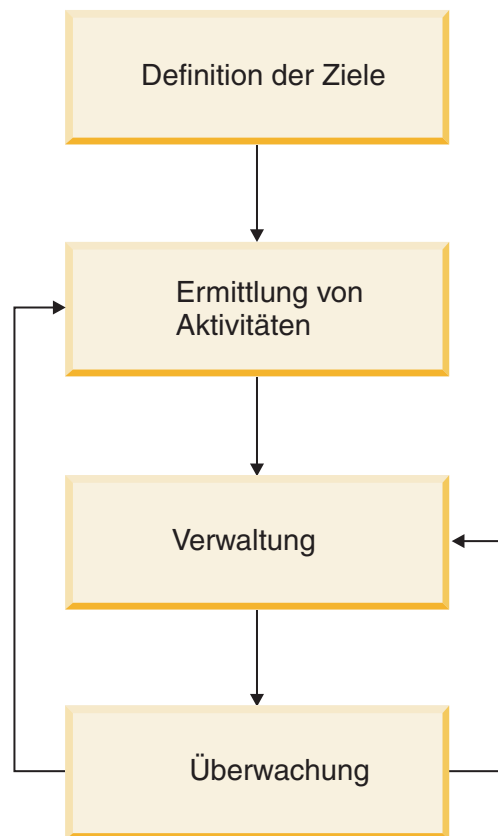 Definition der Ziele
Ermittlung von
Aktivitäten
Verwaltung
Überwachung